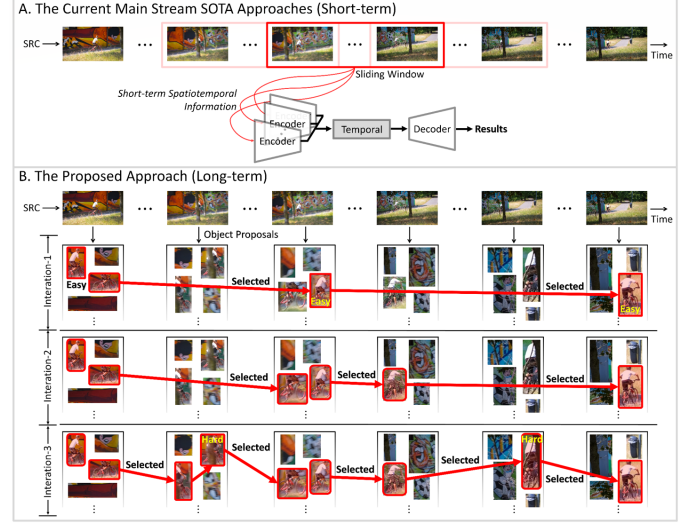 A. The Current Main Stream SOTA Approaches (Short-term)
SRC
Time
Sliding Window
Short-term Spatiotemporal
Information
Encoder
Encoder
Temporal
Decoder
Results
B. The Proposed Approach (Long-term)
SRC
Time
Object Proposals
Interation-1
Easy
Selected
Easy
Selected
Easy
Interation-2
Selected
Selected
Selected
Interation-3
Selected
Hard
Selected
Selected
Selected
Hard
Selected